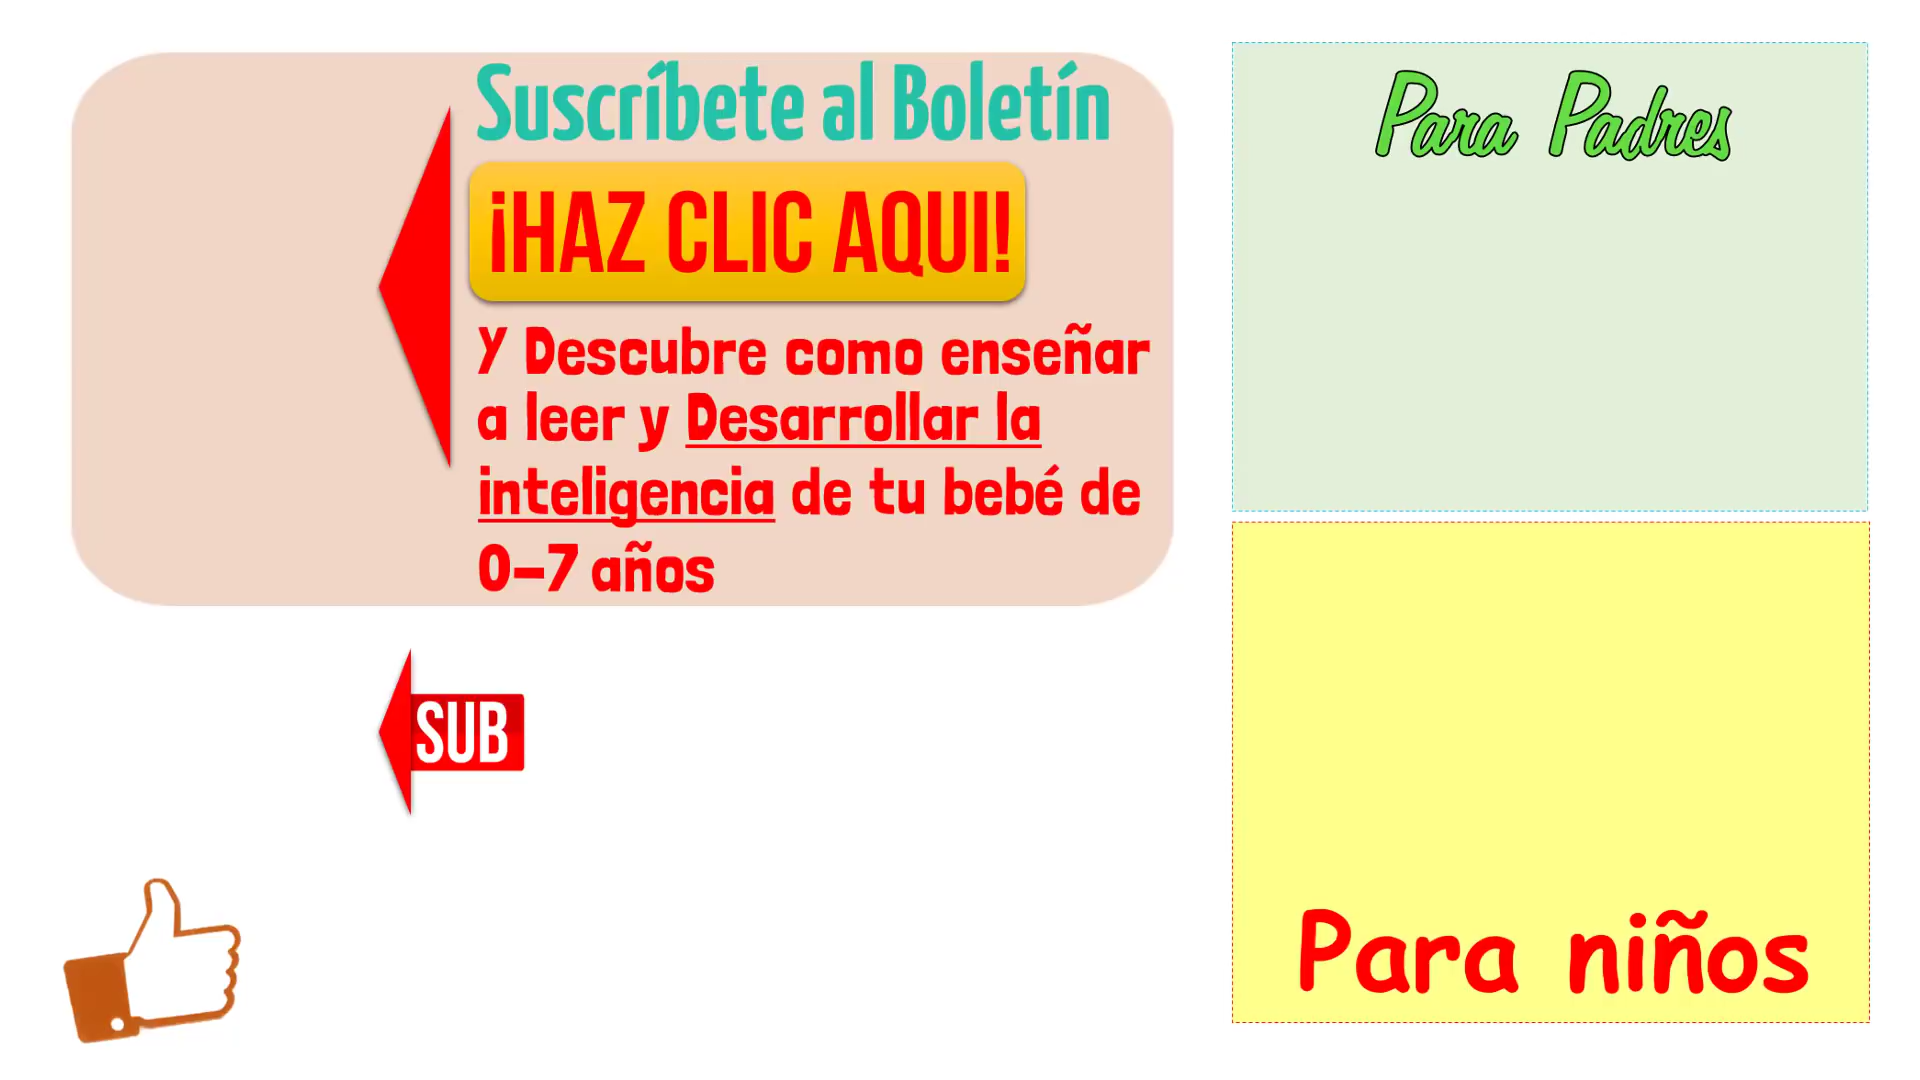 Suscríbete al Boletín
¡HAZ CLIC AQUI!
Y Descubre como enseñar
a leer y Desarrollar la
inteligencia de tu bebé de
0-7 años
SUB
Para Padres
Para niños